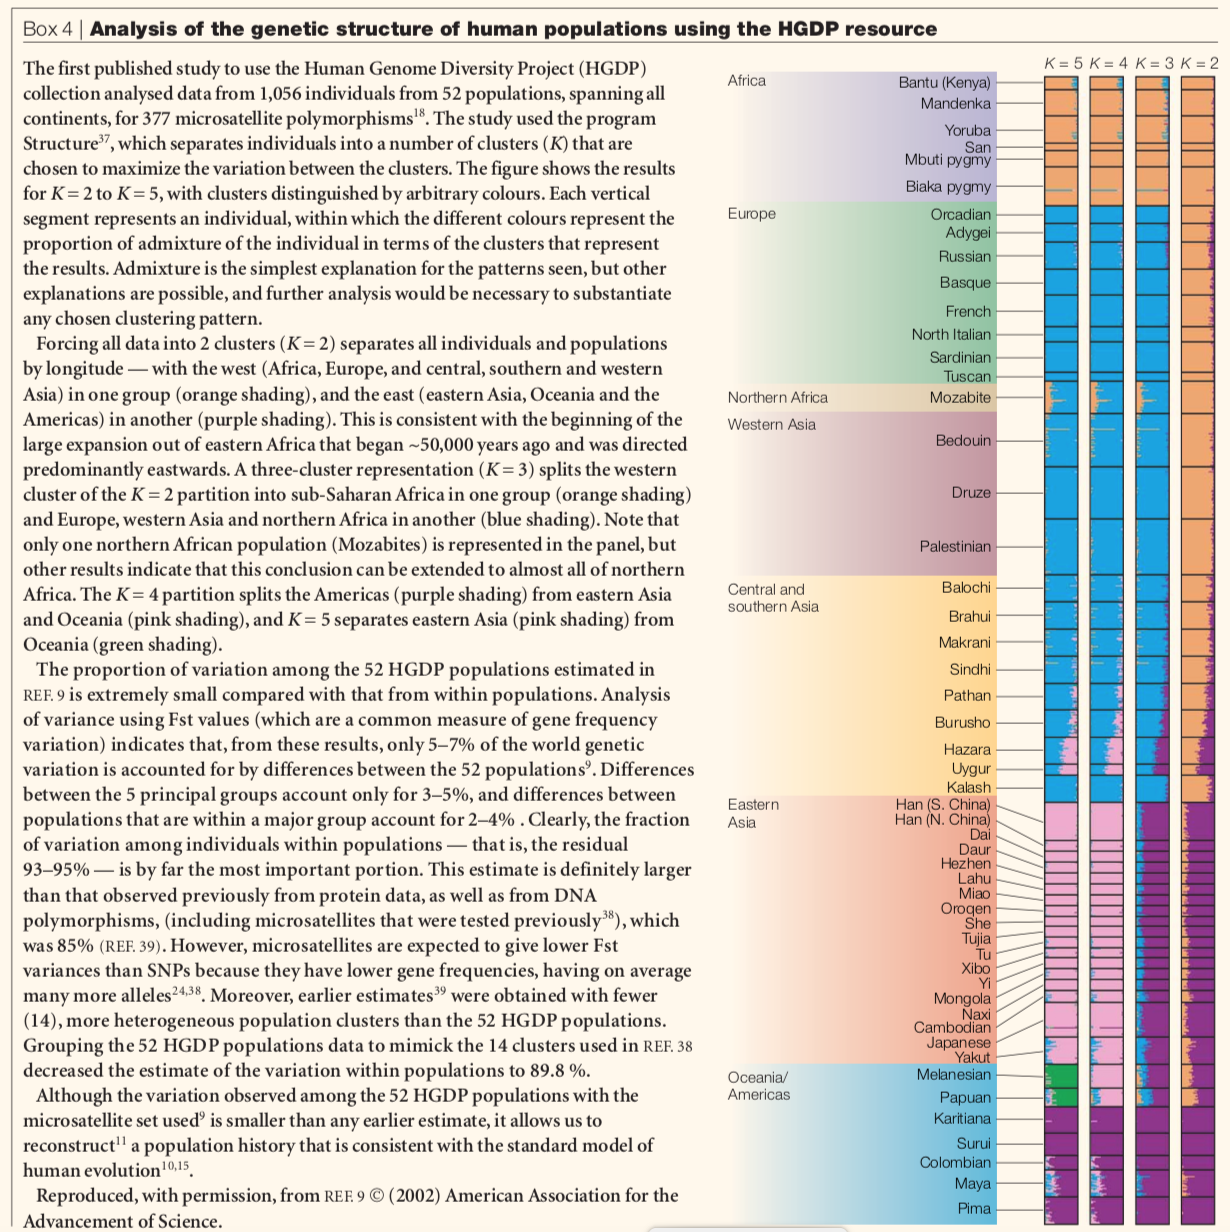 Box 4 | Analysis of the genetic structure of human populations using the HGDP resource
The first published study to use the Human Genome Diversity Project (HGDP)
collection analysed data from 1,056 individuals from 52 populations, spanning all
continents, for 377 microsatellite polymorphisms18. The study used the program
Structure37, which separates individuals into a number of clusters (K) that are
chosen to maximize the variation between the clusters. The figure shows the results
for K = 2 to K = 5, with clusters distinguished by arbitrary colours. Each vertical
segment represents an individual, within which the different colours represent the
proportion of admixture of the individual in terms of the clusters that represent
the results. Admixture is the simplest explanation for the patterns seen, but other
explanations are possible, and further analysis would be necessary to substantiate
any chosen clustering pattern.
Forcing all data into 2 clusters (K = 2) separates all individuals and populations
by longitude — with the west (Africa, Europe, and central, southern and western
Asia) in one group (orange shading), and the east (eastern Asia, Oceania and the
Americas) in another (purple shading). This is consistent with the beginning of the
large expansion out of eastern Africa that began ~50,000 years ago and was directed
predominantly eastwards. A three-cluster representation (K = 3) splits the western
cluster of the K = 2 partition into sub-Saharan Africa in one group (orange shading)
and Europe, western Asia and northern Africa in another (blue shading). Note that
only one northern African population (Mozabites) is represented in the panel, but
other results indicate that this conclusion can be extended to almost all of northern
Africa. The K = 4 partition splits the Americas (purple shading) from eastern Asia
and Oceania (pink shading), and K = 5 separates eastern Asia (pink shading) from
Oceania (green shading).
The proportion of variation among the 52 HGDP populations estimated in
REF. 9 is extremely small compared with that from within populations. Analysis
of variance using Fst values (which are a common measure of gene frequency
variation) indicates that, from these results, only 5–7% of the world genetic
variation is accounted for by differences between the 52 populations9. Differences
between the 5 principal groups account only for 3–5%, and differences between
populations that are within a major group account for 2–4% . Clearly, the fraction
of variation among individuals within populations — that is, the residual
93–95% — is by far the most important portion. This estimate is definitely larger
than that observed previously from protein data, as well as from DNA
polymorphisms, (including microsatellites that were tested previously38), which
was 85% (REF. 39). However, microsatellites are expected to give lower Fst
variances than SNPs because they have lower gene frequencies, having on average
many more alleles24,38. Moreover, earlier estimates39 were obtained with fewer
(14), more heterogeneous population clusters than the 52 HGDP populations.
Grouping the 52 HGDP populations data to mimick the 14 clusters used in REF. 38
decreased the estimate of the variation within populations to 89.8 %.
Although the variation observed among the 52 HGDP populations with the
microsatellite set used9 is smaller than any earlier estimate, it allows us to
reconstruct11 a population history that is consistent with the standard model of
human evolution10,15.
Reproduced, with permission, from REF. 9 © (2002) American Association for the
Advancement of Science.
K = 5 K = 4 K = 3 K = 2
Africa
Bantu (Kenya)
Mandenka
Yoruba
San
Mbuti pygmy
Biaka pygmy
Europe
Orcadian
Adygei
Russian
Basque
French
North Italian
Sardinian
Tuscan
Northern Africa
Mozabite
Western Asia
Bedouin
Druze
Palestinian
Central and
southern Asia
Balochi
Brahui
Makrani
Sindhi
Pathan
Burusho
Hazara
Uygur
Kalash
Eastern
Asia
Han (S. China)
Han (N. China)
Dai
Daur
Hezhen
Lahu
Miao
Oroqen
She
Tujia
Tu
Xibo
Yi
Mongola
Naxi
Cambodian
Japanese
Yakut
Oceania/
Americas
Melanesian
Papuan
Karitiana
Surui
Colombian
Maya
Pima